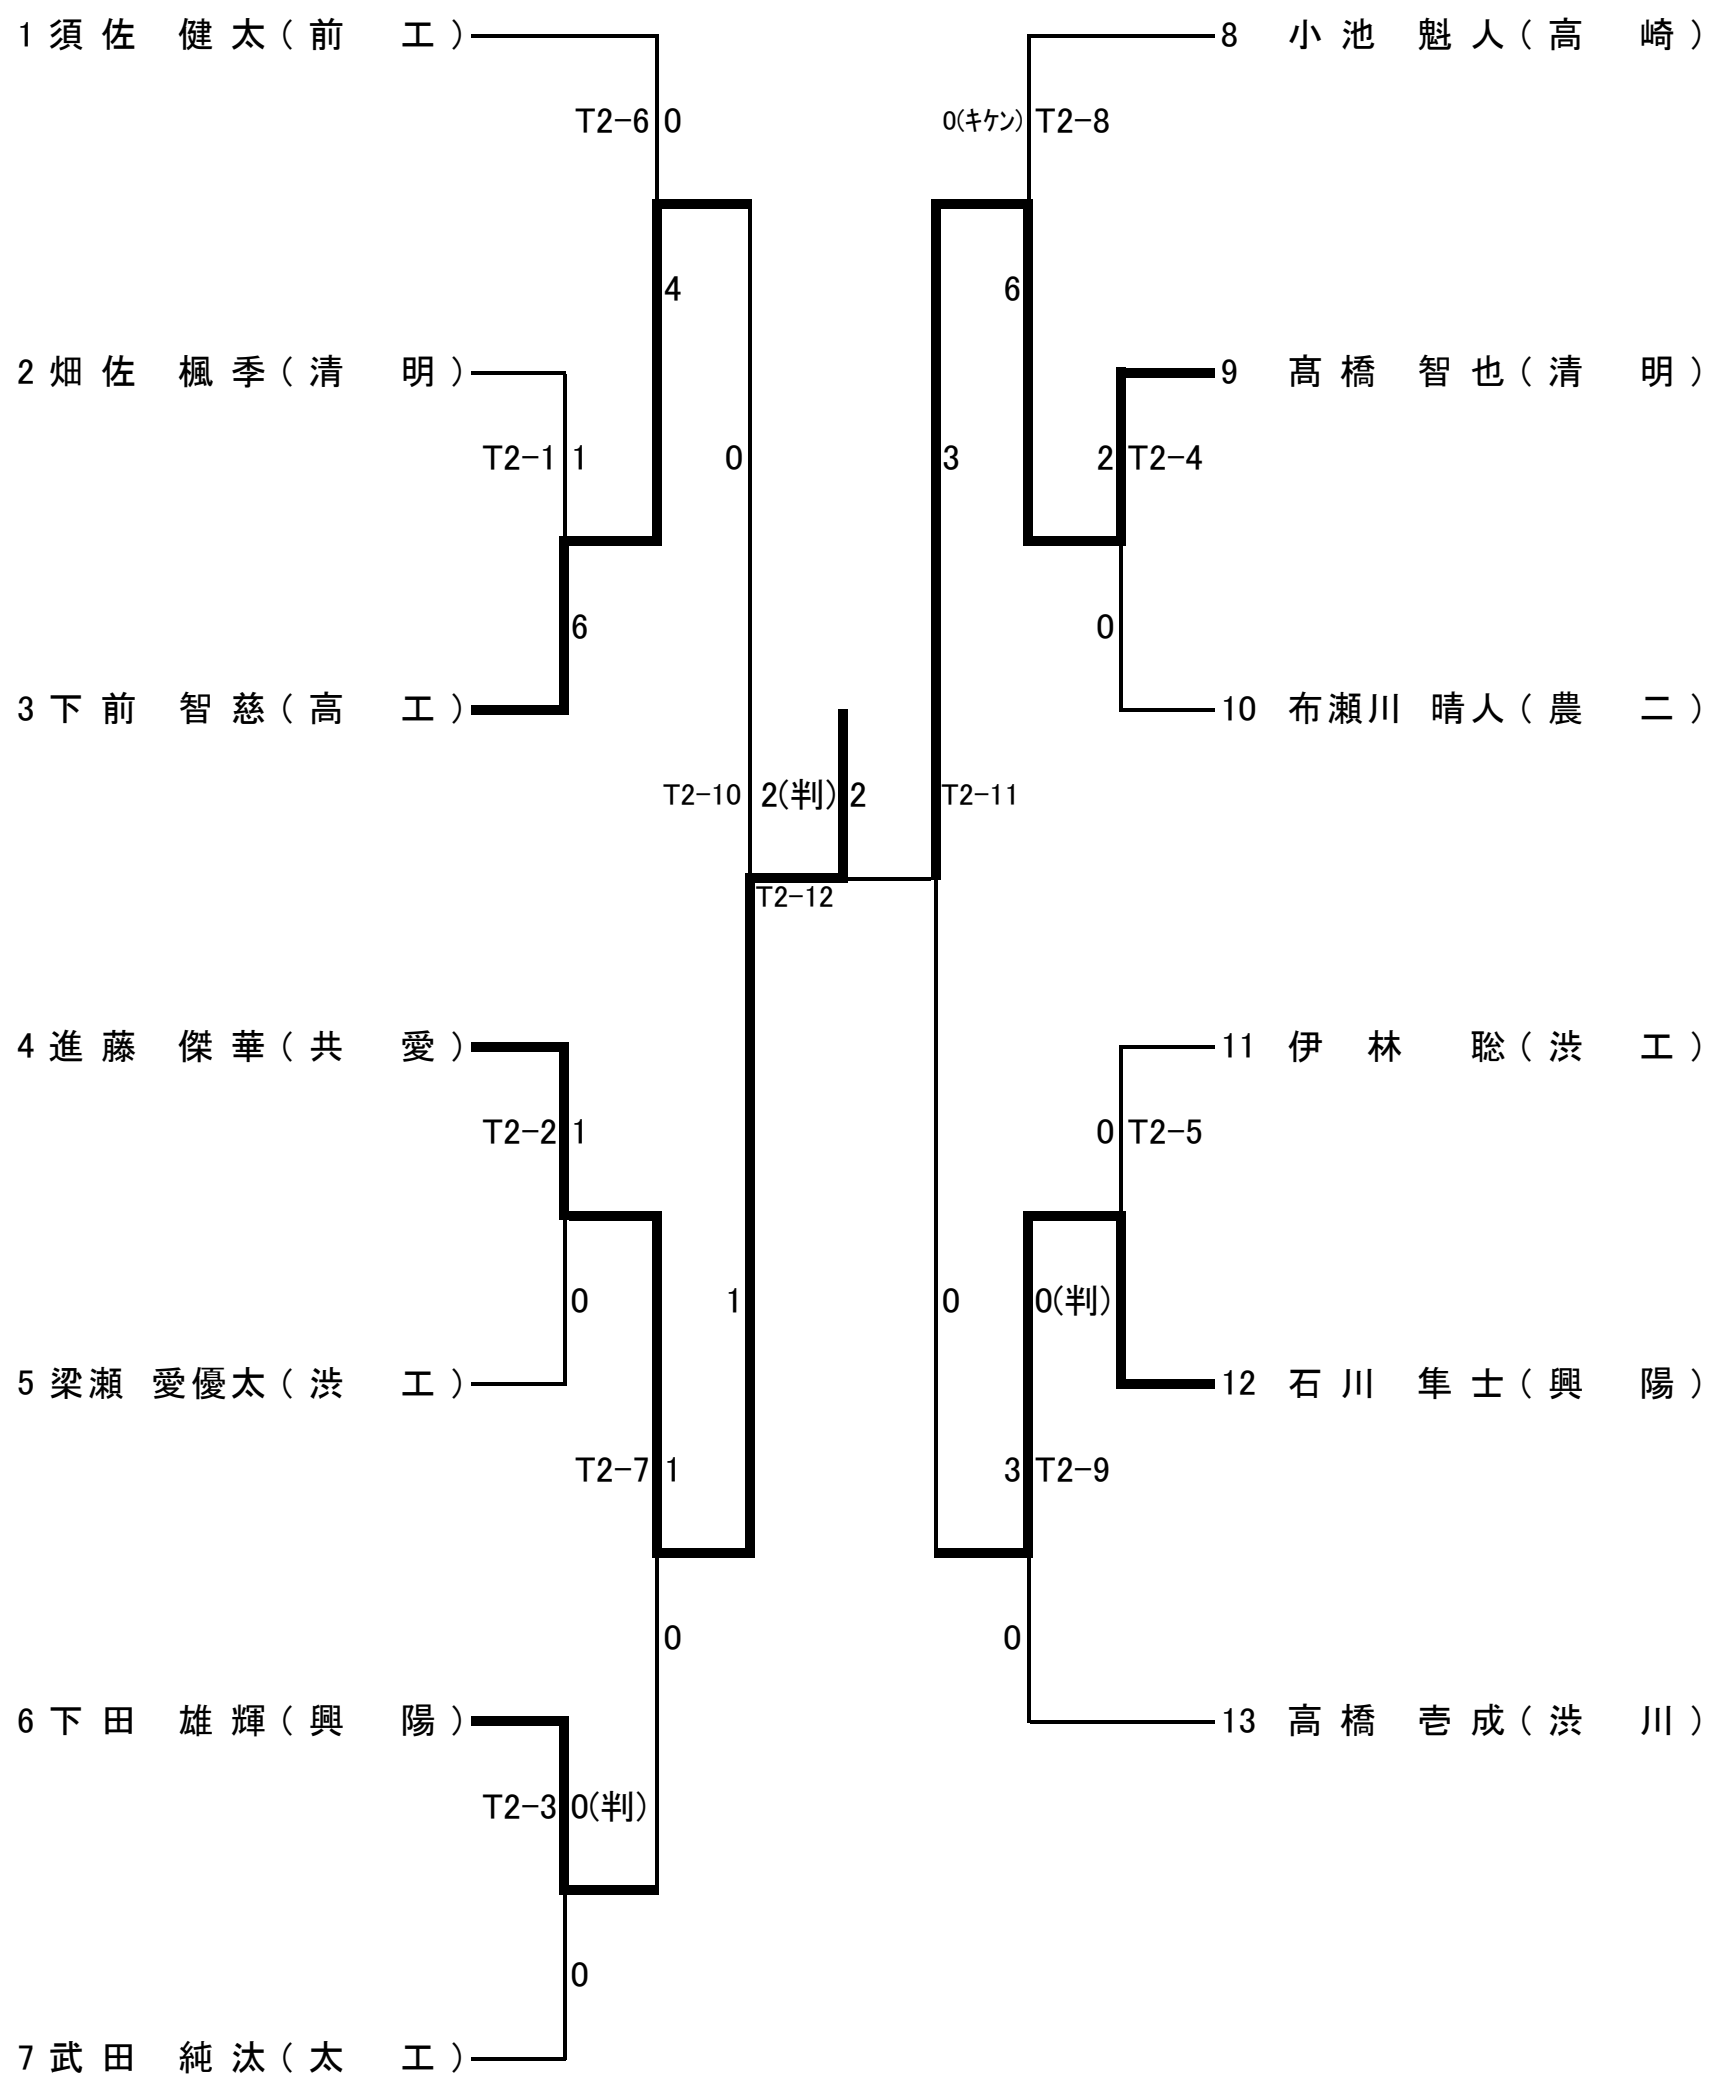 1 須佐 健太(前 工)
T2-6 0
4
2 畑佐 楓季(清 明)
T2-1 1
0
6
3 下前 智慈(高 工)
T2-10 2(判) 2
T2-12
4 進藤 傑華(共 愛)
T2-2 1
0 1
5 梁瀬 愛優太(渋 工)
T2-7 1
0
6 下田 雄輝(興 陽)
T2-3 0(判)
0
7 武田 純汰(太 工)
8 小池 魁人(高 崎)
0(キケン) T2-8
6
9 髙橋 智也(清 明)
3 2 T2-4
0
10 布瀬川 晴人(農 二)
T2-11
11 伊林 聡(渋 工)
0 T2-5
0 0(判)
12 石川 隼士(興 陽)
3 T2-9
0
13 高橋 壱成(渋 川)